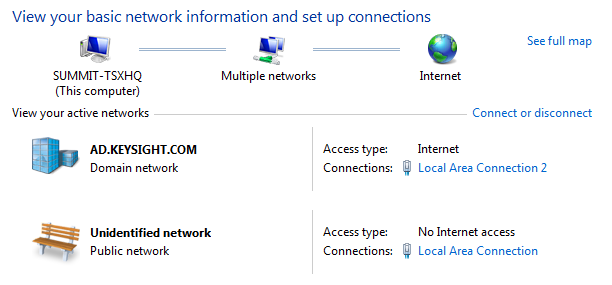 View your basic network information and set up connections
See full map
SUMMIT-TSXHQ
(This computer)
Multiple networks
Internet
View your active networks
Connect or disconnect
AD.KEYSIGHT.COM
Domain network
Access type: Internet
Connections: Local Area Connection 2
Unidentified network
Public network
Access type: No Internet access
Connections: Local Area Connection